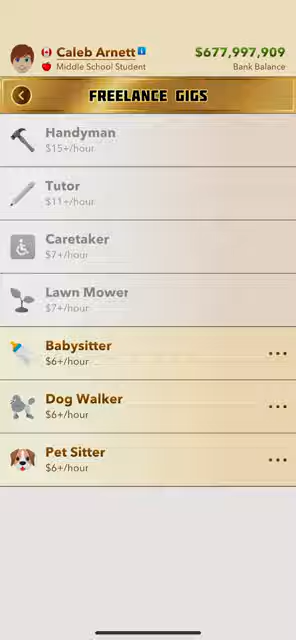 Caleb Arnett
$677,997,909
Middle School Student
Bank Balance
FREELANCE GIGS
Handyman
$15+/hour
Tutor
$11+/hour
Caretaker
$7+/hour
Lawn Mower
$7+/hour
Babysitter
$6+/hour
Dog Walker
$6+/hour
Pet Sitter
$6+/hour